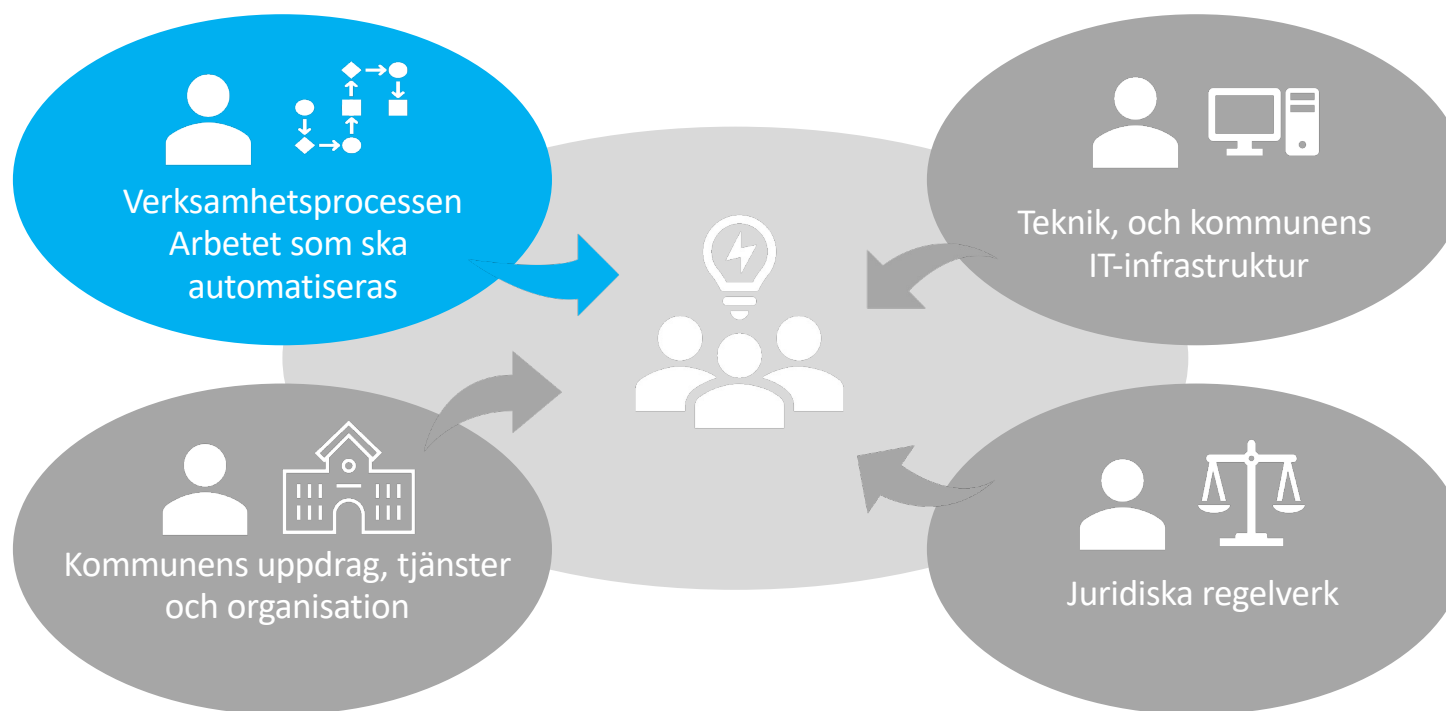 Verksamhetsprocessen
Arbetet som ska
automatiseras
Teknik, och kommunens
IT-infrastruktur
Kommunens uppdrag, tjänster
och organisation
Juridiska regelverk